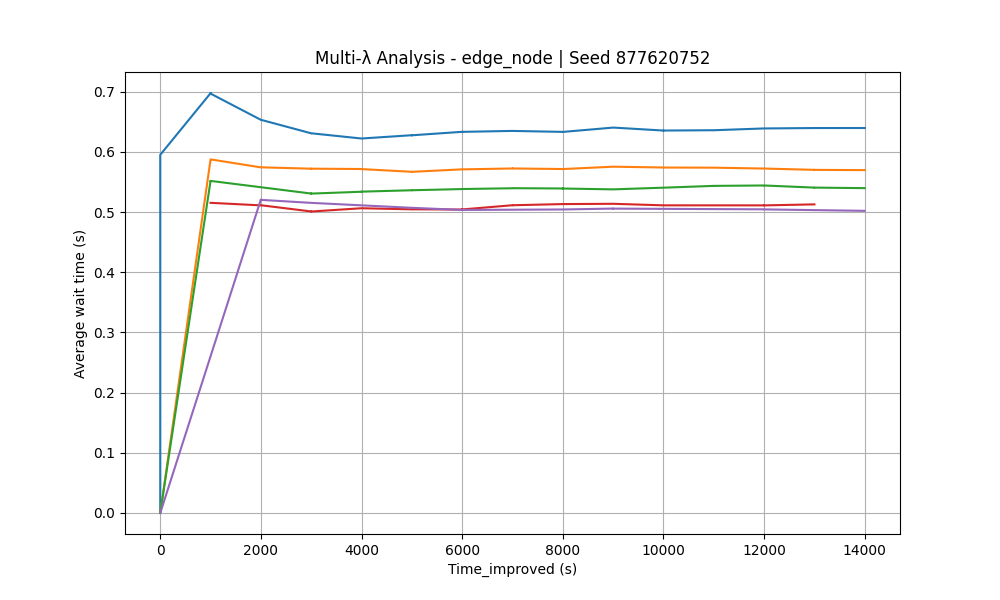 Multi-λ Analysis - edge_node | Seed 877620752
Average wait time (s)
0.7
0.6
0.5
0.4
0.3
0.2
0.1
0.0
0 2000 4000 6000 8000 10000 12000 14000
Time_improved (s)